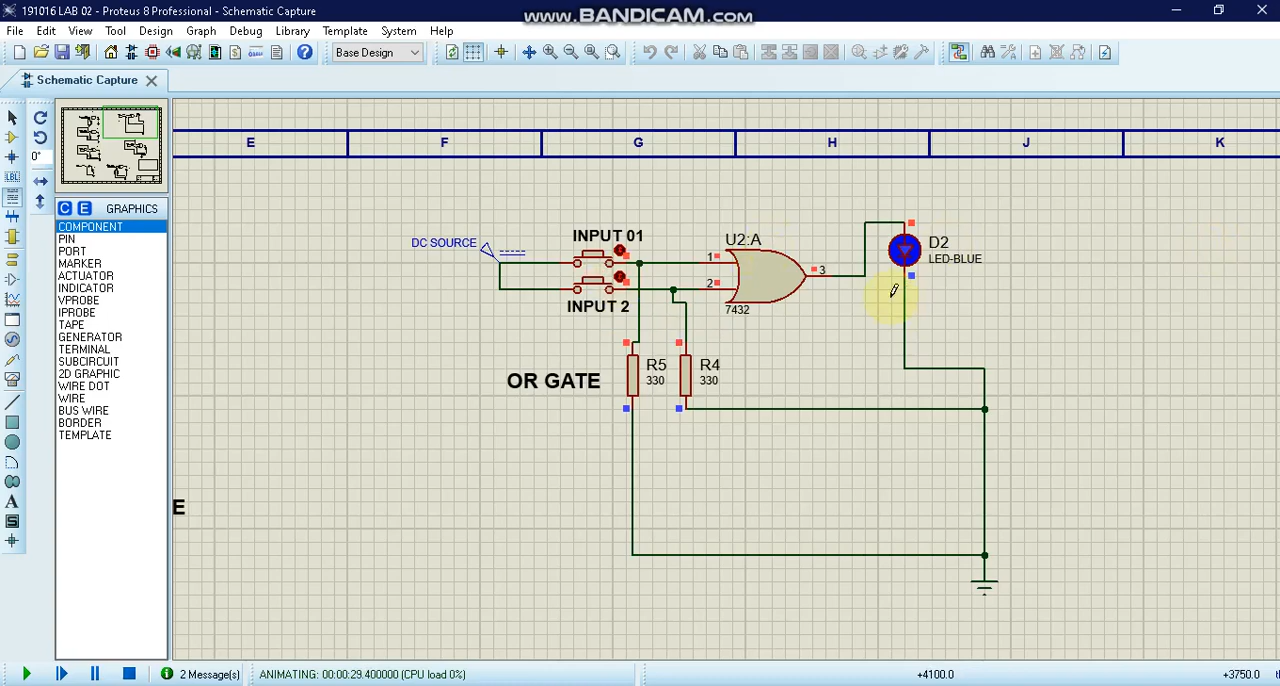 191016 LAB 02 - Proteus 8 Professional - Schematic Capture
www.BANDICAM.com
File Edit View Tool Design Graph Debug Library Template System Help
Base Design
Schematic Capture
0°
LBL
C E GRAPHICS
COMPONENT
PIN
PORT
MARKER
ACTUATOR
INDICATOR
VPROBE
IPROBE
TAPE
GENERATOR
TERMINAL
SUBCIRCUIT
2D GRAPHIC
WIRE DOT
WIRE
BUS WIRE
BORDER
TEMPLATE
A
S
E F G H J K
DC SOURCE
INPUT 01
INPUT 2
U2:A
1
2
3
7432
D2
LED-BLUE
R5
330
R4
330
OR GATE
E
2 Message(s) ANIMATING: 00:00:29.400000 (CPU load 0%) +4100.0 +3750.0